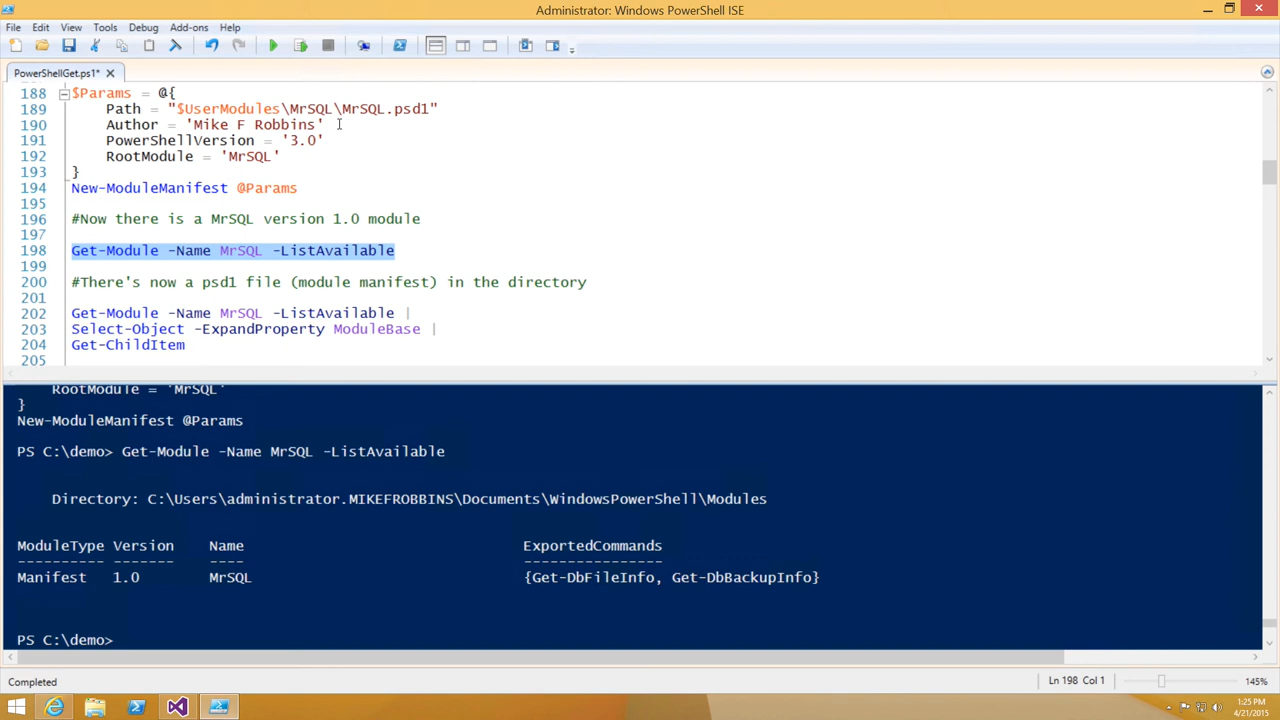 Administrator: Windows PowerShell ISE
File Edit View Tools Debug Add-ons Help
PowerShellGet.ps1*
188 $Params = @{
189 Path = "$UserModules\MrSQL\MrSQL.psd1"
190 Author = 'Mike F Robbins'
191 PowerShellVersion = '3.0'
192 RootModule = 'MrSQL'
193 }
194 New-ModuleManifest @Params
195
196 #Now there is a MrSQL version 1.0 module
197
198 Get-Module -Name MrSQL -ListAvailable
199
200 #There's now a psd1 file (module manifest) in the directory
201
202 Get-Module -Name MrSQL -ListAvailable |
203 Select-Object -ExpandProperty ModuleBase |
204 Get-ChildItem
205
RootModule = 'MrSQL'
}
New-ModuleManifest @Params
PS C:\demo> Get-Module -Name MrSQL -ListAvailable
Directory: C:\Users\administrator.MIKEFROBBINS\Documents\WindowsPowerShell\Modules
ModuleType Version Name ExportedCommands
---------- ------- ---- ----------------
Manifest 1.0 MrSQL {Get-DbFileInfo, Get-DbBackupInfo}
PS C:\demo>
Completed Ln 198 Col 1 145%
1:25 PM
4/21/2015